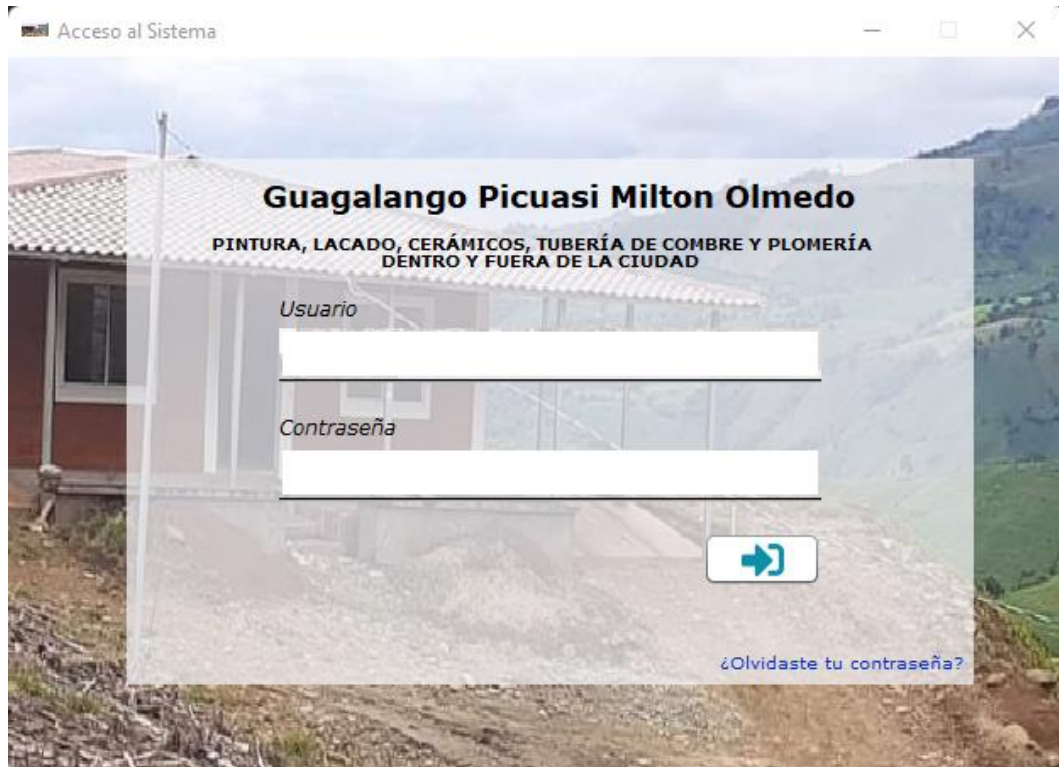 Acceso al Sistema
Guagalango Picuasi Milton Olmedo
PINTURA, LACADO, CERÁMICOS, TUBERÍA DE COMBRE Y PLOMERÍA
DENTRO Y FUERA DE LA CIUDAD
Usuario
Contraseña
¿Olvidaste tu contraseña?